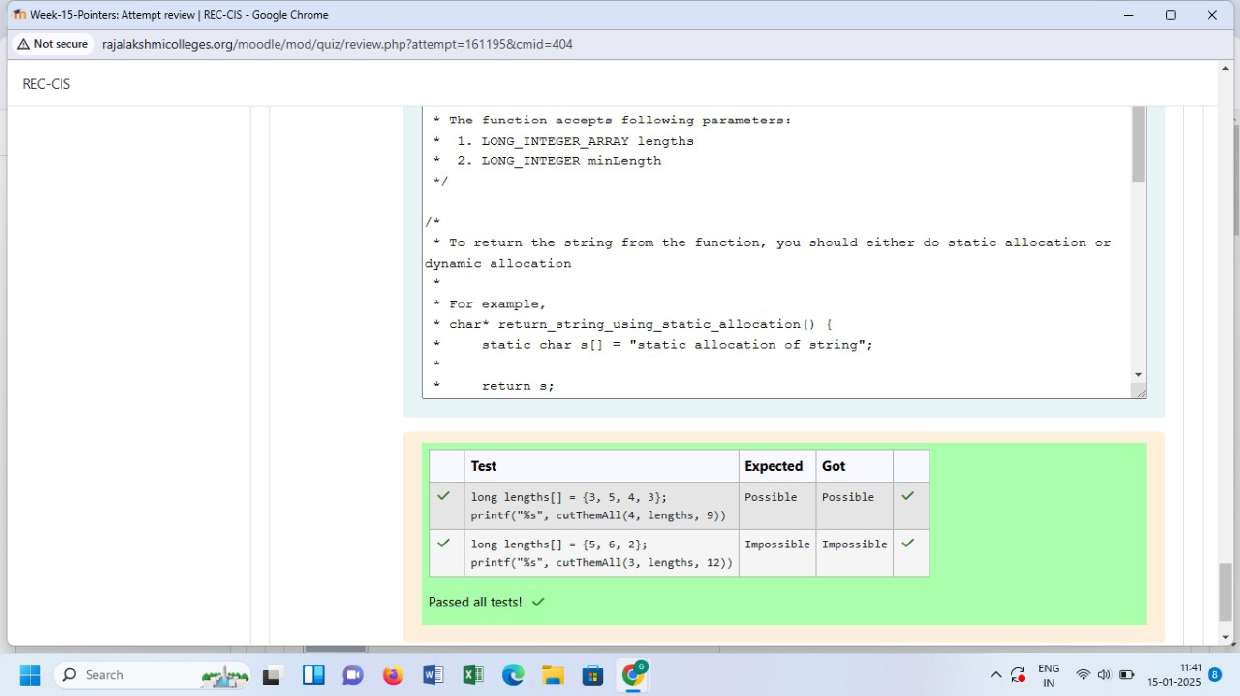 Week-15-Pointers: Attempt review | REC-CIS - Google Chrome
Not secure rajalakshmicolleges.org/moodle/mod/quiz/review.php?attempt=161195&cmid=404
REC-CIS
* The function accepts following parameters:
*  1. LONG_INTEGER_ARRAY lengths
*  2. LONG_INTEGER minLength
*/
/*
* To return the string from the function, you should either do static allocation or
dynamic allocation
*
* For example,
* char* return_string_using_static_allocation() {
*     static char s[] = "static allocation of string";
*
*     return s;
Test Expected Got
long lengths[] = {3, 5, 4, 3}; Possible Possible
printf("%s", cutThemAll(4, lengths, 9))
long lengths[] = {5, 6, 2}; Impossible Impossible
printf("%s", cutThemAll(3, lengths, 12))
Passed all tests!
Search
ENG 11:41
IN 15-01-2025 8